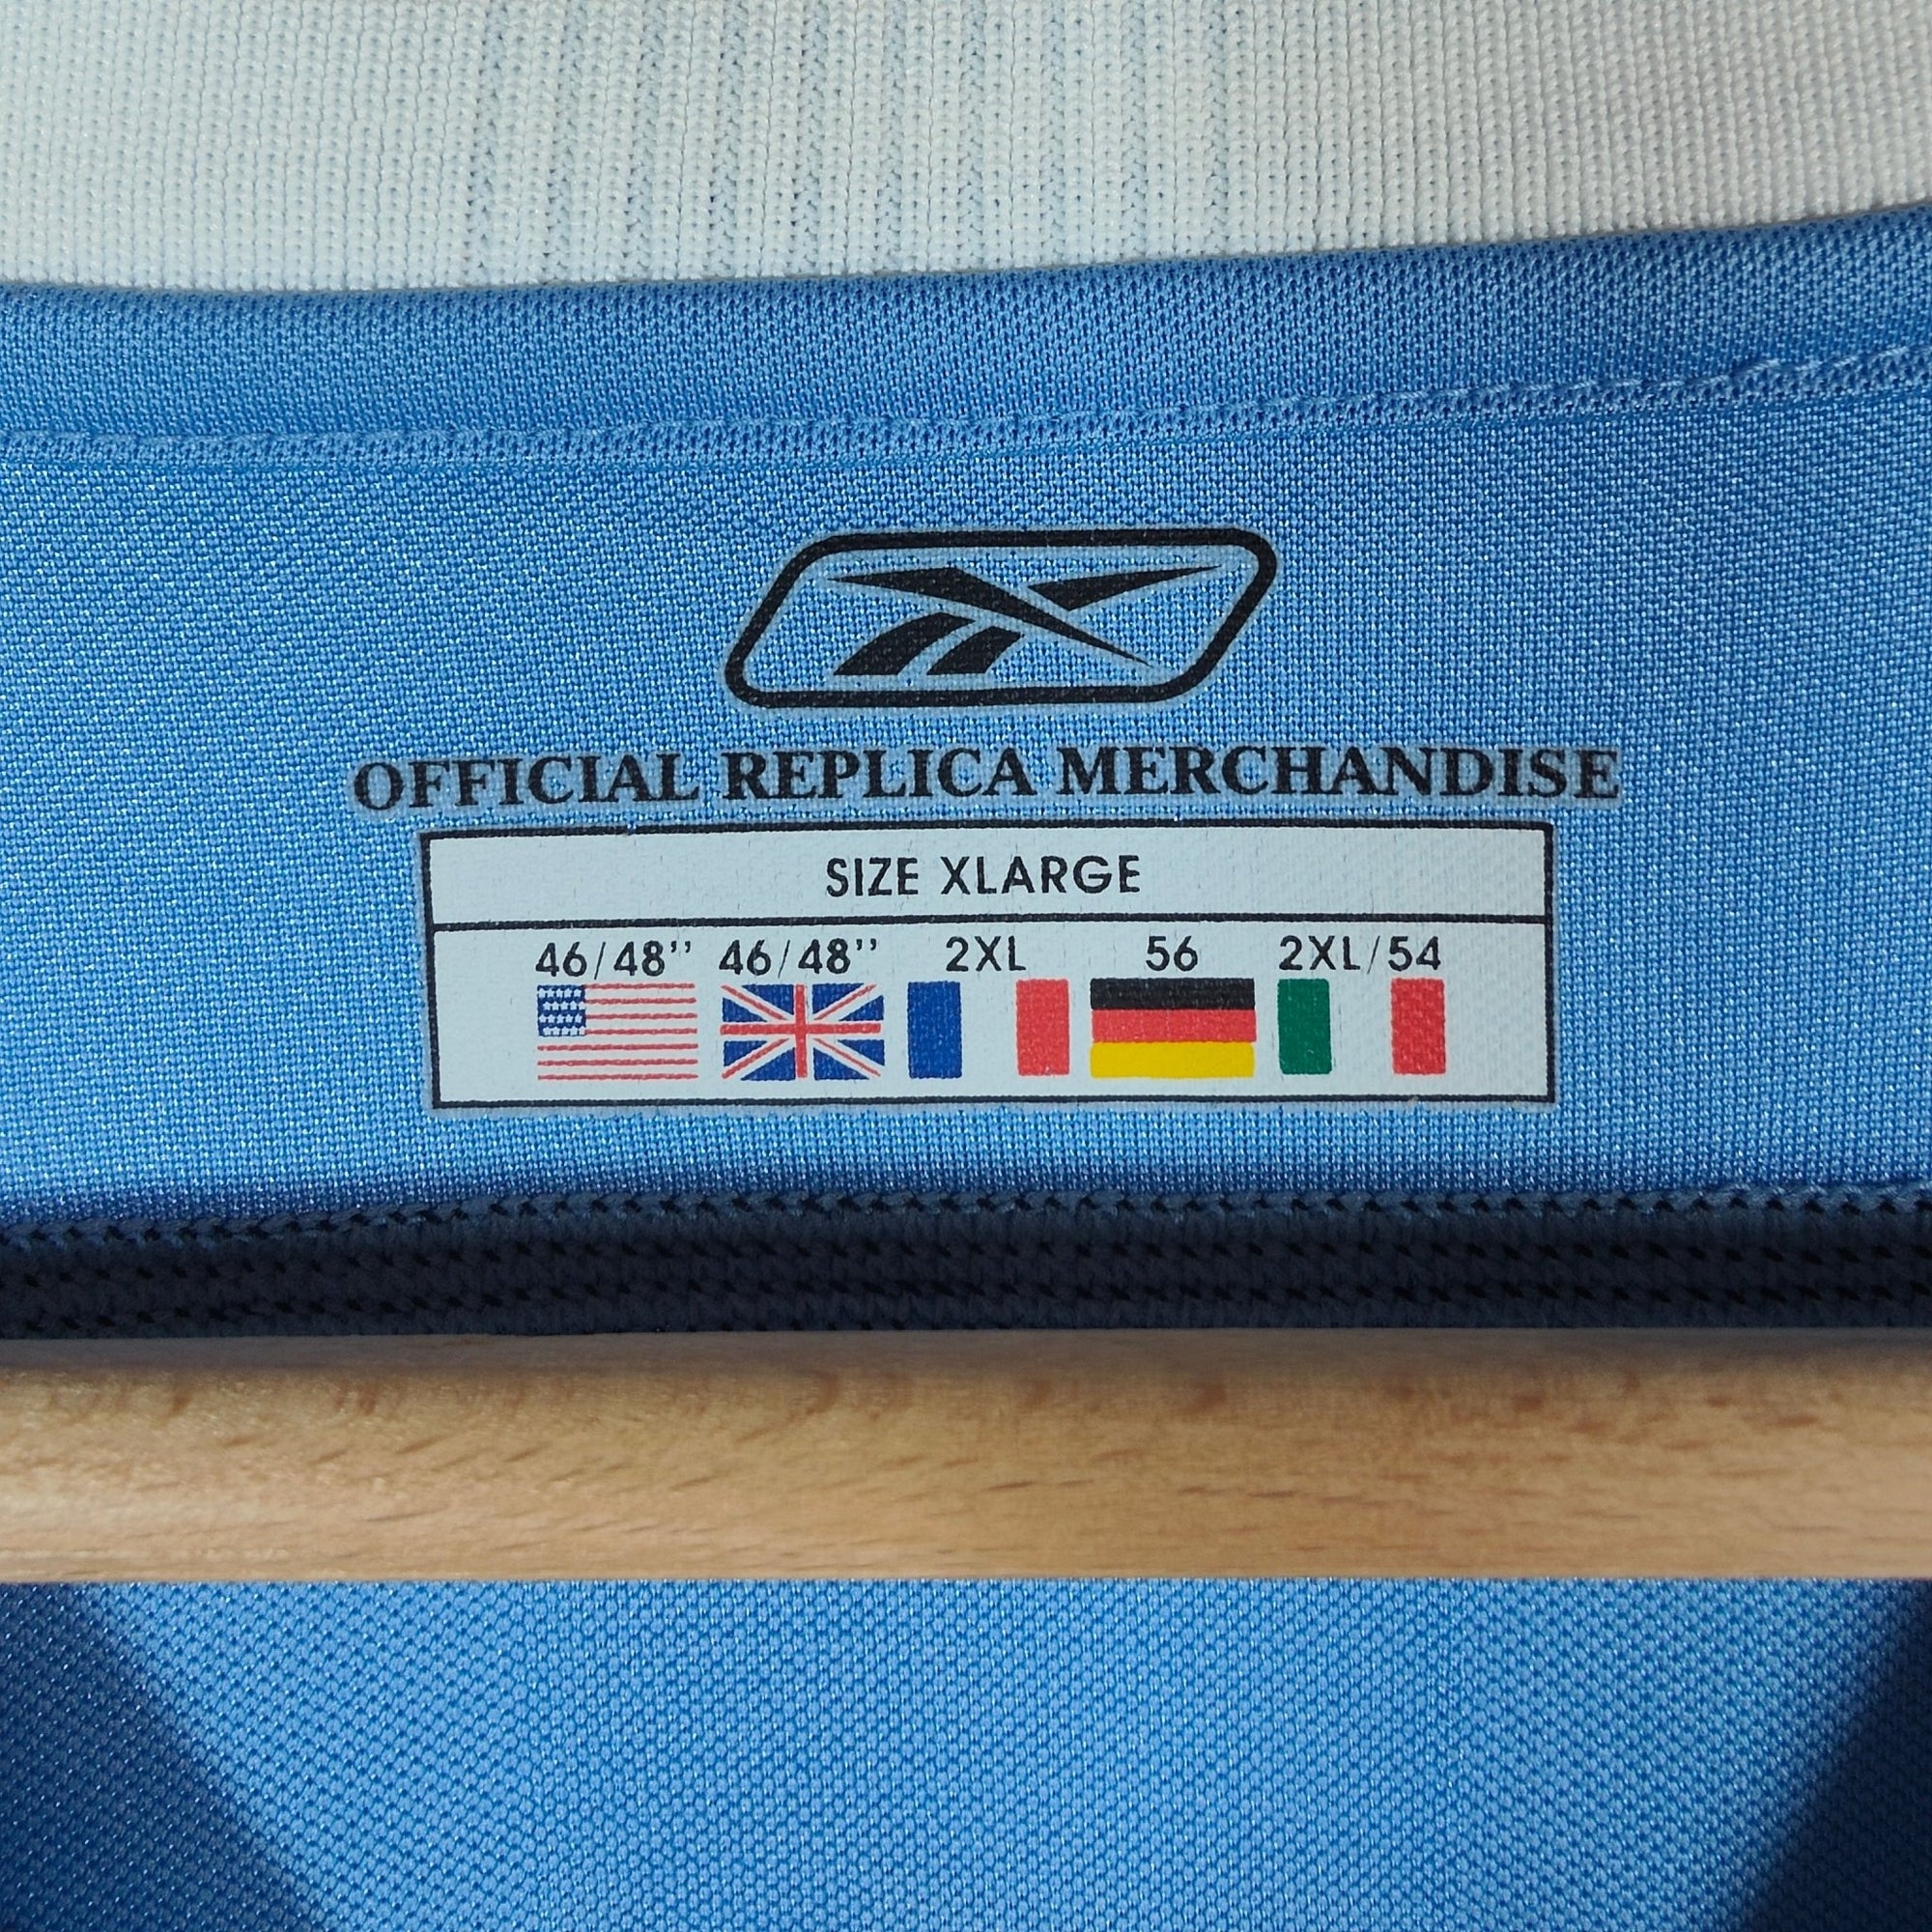 OFFICIAL REPLICA MERCHANDISE
SIZE XLARGE
46/48’’ 46/48’’ 2XL 56 2XL/54